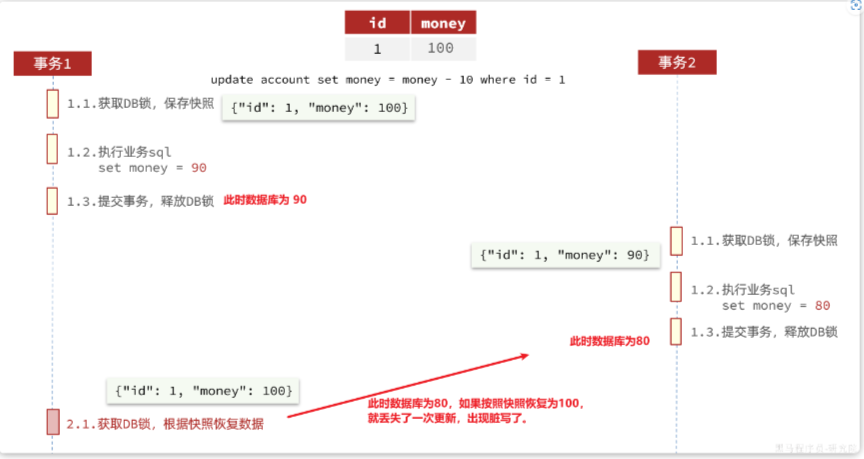 id money
1 100
事务1
事务2
update account set money = money - 10 where id = 1
1.1.获取DB锁，保存快照
{"id": 1, "money": 100}
1.2.执行业务sql
set money = 90
1.3.提交事务，释放DB锁
此时数据库为 90
1.1.获取DB锁，保存快照
{"id": 1, "money": 90}
1.2.执行业务sql
set money = 80
1.3.提交事务，释放DB锁
此时数据库为80
{"id": 1, "money": 100}
2.1.获取DB锁，根据快照恢复数据
此时数据库为80，如果按照快照恢复为100，
就丢失了一次更新，出现脏写了。